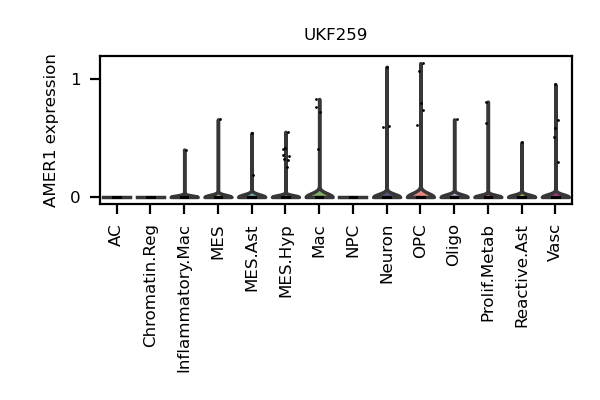 UKF259
AMER1 expression
1
0
AC
Chromatin.Reg
Inflammatory.Mac
MES
MES.Ast
MES.Hyp
Mac
NPC
Neuron
OPC
Oligo
Prolif.Metab
Reactive.Ast
Vasc